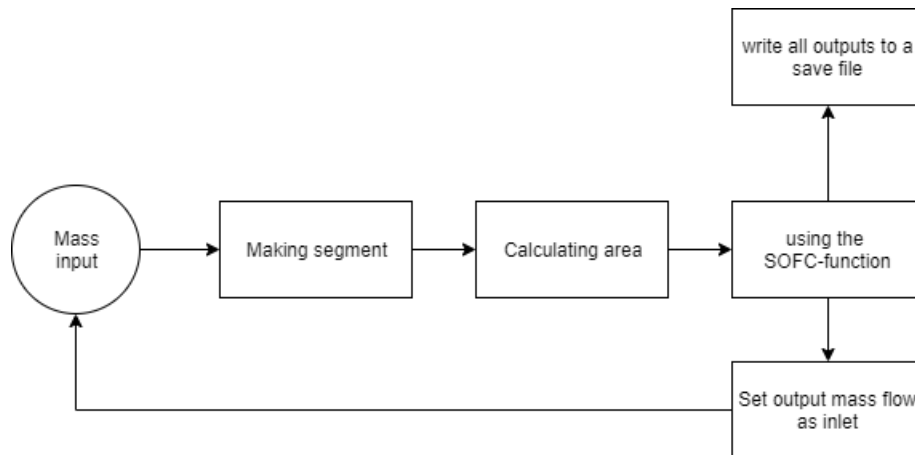 write all outputs to a
save file
Mass
input
Making segment
Calculating area
using the
SOFC-function
Set output mass flow
as inlet